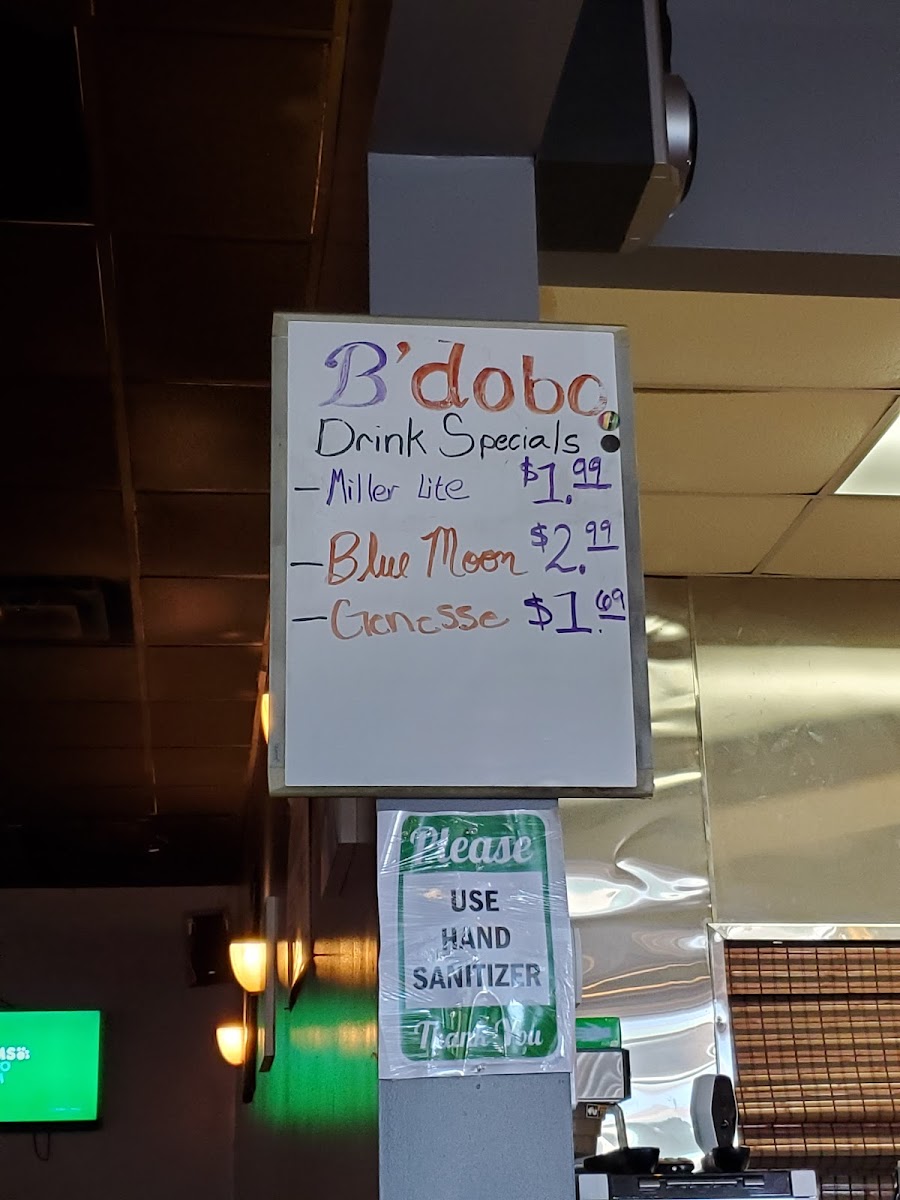 B'dobo
Drink Specials
- Miller Lite $1.99
- Blue Moon $2.99
- Genesse $1.69
Please
USE
HAND
SANITIZER
Thank You